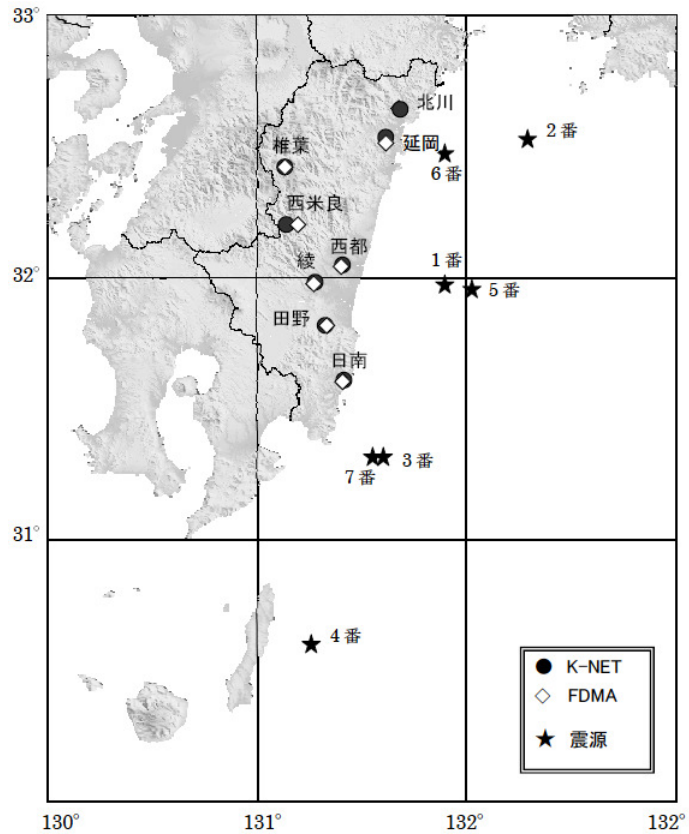 33°
北川
2番
延岡
椎葉
6番
西米良
西都
1番
綾
32°
5番
田野
日南
3番
7番
31°
4番
K-NET
FDMA
震源
130°
131°
132°
132°